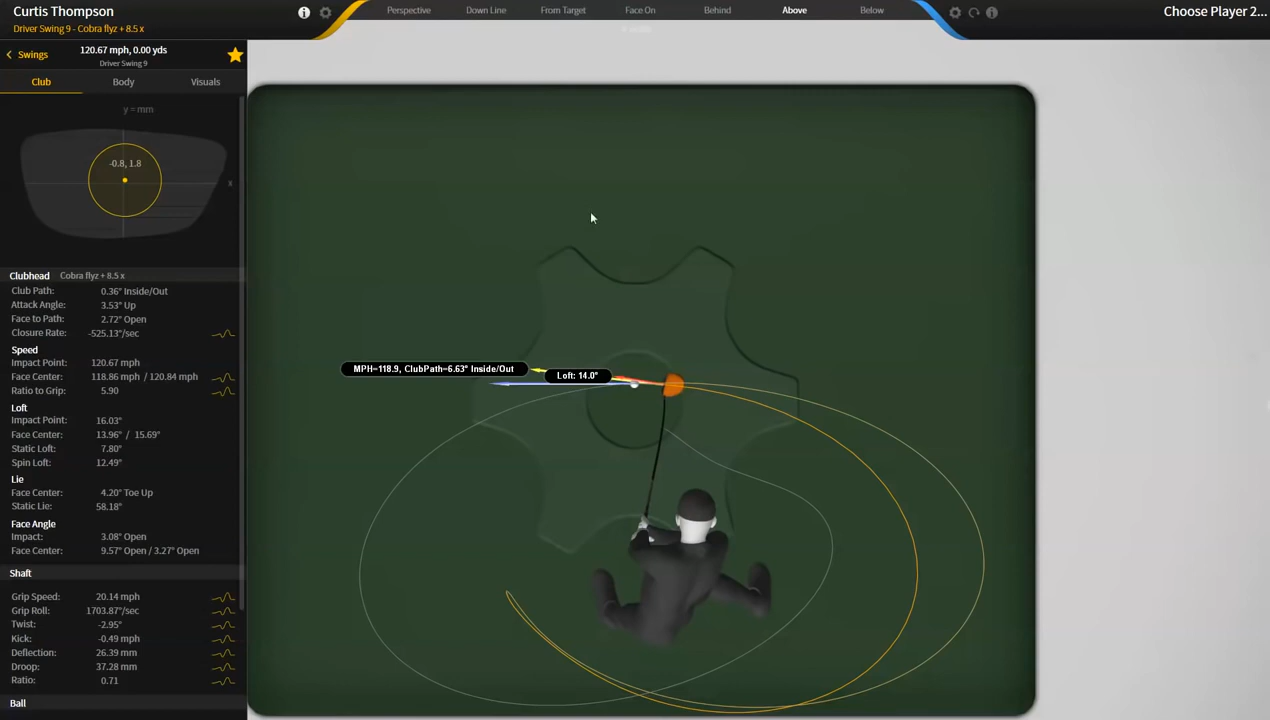 Curtis Thompson
Driver Swing 9 - Cobra flyz + 8.5 x
Perspective
Down Line
From Target
Face On
Behind
Above
Below
Choose Player 2...
Swings
120.67 mph, 0.00 yds
Driver Swing 9
Club
Body
Visuals
y = mm
-0.8, 1.8
x
Clubhead Cobra flyz + 8.5 x
Club Path: 0.36° Inside/Out
Attack Angle: 3.53° Up
Face to Path: 2.72° Open
Closure Rate: -525.13°/sec
Speed
Impact Point: 120.67 mph
Face Center: 118.86 mph / 120.84 mph
Ratio to Grip: 5.90
Loft
Impact Point: 16.03°
Face Center: 13.96° / 15.69°
Static Loft: 7.80°
Spin Loft: 12.49°
Lie
Face Center: 4.20° Toe Up
Static Lie: 58.18°
Face Angle
Impact: 3.08° Open
Face Center: 9.57° Open / 3.27° Open
Shaft
Grip Speed: 20.14 mph
Grip Roll: 1703.87°/sec
Twist: -2.95°
Kick: -0.49 mph
Deflection: 26.39 mm
Droop: 37.28 mm
Ratio: 0.71
Ball
MPH=118.9, ClubPath=6.63° Inside/Out
Loft: 14.0°